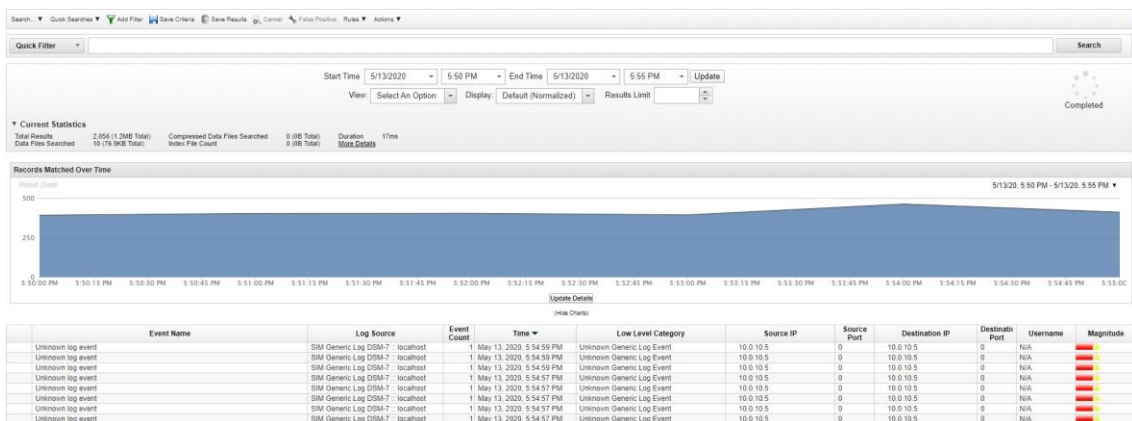 Search... ▼ Quick Searches ▼ Add Filter Save Criteria Save Results Cancel False Positive Rules ▼ Actions ▼
Quick Filter Search
Start Time 5/13/2020 5:50 PM End Time 5/13/2020 5:55 PM Update
View: Select An Option: Display: Default (Normalized) Results Limit
Completed
▼ Current Statistics
Total Results 2,056 (1.2MB Total) Compressed Data Files Searched 0 (0B Total) Duration 17ms
Data Files Searched 10 (76.9KB Total) Index File Count 0 (0B Total) More Details
Records Matched Over Time
Reset Zoom 5/13/20, 5:50 PM - 5/13/20, 5:55 PM ▼
500
250
0
5:50:00 PM 5:50:15 PM 5:50:30 PM 5:50:45 PM 5:51:00 PM 5:51:15 PM 5:51:30 PM 5:51:45 PM 5:52:00 PM 5:52:15 PM 5:52:30 PM 5:52:45 PM 5:53:00 PM 5:53:15 PM 5:53:30 PM 5:53:45 PM 5:54:00 PM 5:54:15 PM 5:54:30 PM 5:54:45 PM 5:55:0
Update Details
(Hide Charts)
Event Name Log Source Event Count Time ▼ Low Level Category Source IP Source Port Destination IP Destinatic Port Username Magnitude
Unknown log event SIM Generic Log DSM-7 :: localhost 1 May 13, 2020, 5:54:59 PM Unknown Generic Log Event 10.0.10.5 0 10.0.10.5 0 N/A
Unknown log event SIM Generic Log DSM-7 :: localhost 1 May 13, 2020, 5:54:59 PM Unknown Generic Log Event 10.0.10.5 0 10.0.10.5 0 N/A
Unknown log event SIM Generic Log DSM-7 :: localhost 1 May 13, 2020, 5:54:59 PM Unknown Generic Log Event 10.0.10.5 0 10.0.10.5 0 N/A
Unknown log event SIM Generic Log DSM-7 :: localhost 1 May 13, 2020, 5:54:57 PM Unknown Generic Log Event 10.0.10.5 0 10.0.10.5 0 N/A
Unknown log event SIM Generic Log DSM-7 :: localhost 1 May 13, 2020, 5:54:57 PM Unknown Generic Log Event 10.0.10.5 0 10.0.10.5 0 N/A
Unknown log event SIM Generic Log DSM-7 :: localhost 1 May 13, 2020, 5:54:57 PM Unknown Generic Log Event 10.0.10.5 0 10.0.10.5 0 N/A
Unknown log event SIM Generic Log DSM-7 :: localhost 1 May 13, 2020, 5:54:57 PM Unknown Generic Log Event 10.0.10.5 0 10.0.10.5 0 N/A
Unknown log event SIM Generic Log DSM-7 :: localhost 1 May 13, 2020, 5:54:57 PM Unknown Generic Log Event 10.0.10.5 0 10.0.10.5 0 N/A